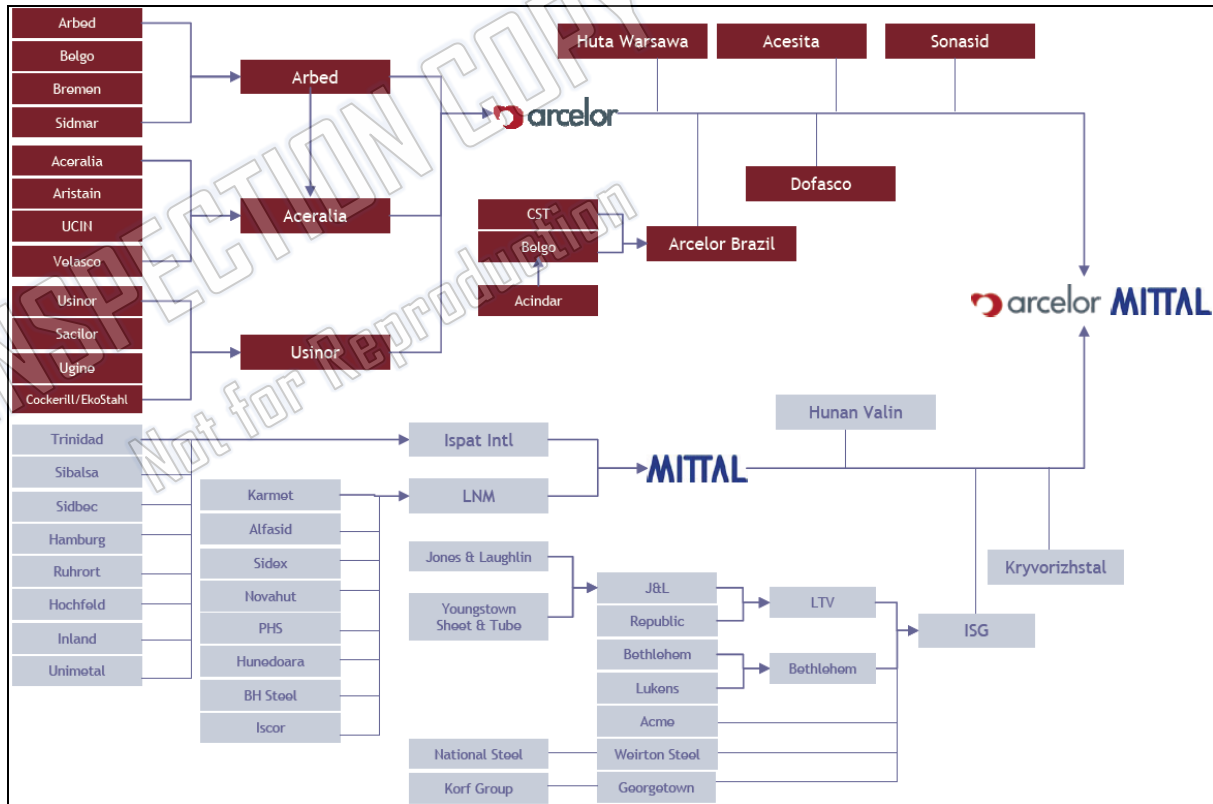 Arbed
Belgo
Bremen
Sidmar
Aceralia
Aristain
UCIN
Velasco
Usinor
Sacilor
Ugine
Cockerill/EkoStahl
Arbed
Aceralia
Usinor
arcelor
Huta Warsawa
Acesita
Sonasid
Dofasco
CST
Belgo
Acindar
Arcelor Brazil
arcelor MITTAL
Trinidad
Sibalsa
Sidbec
Hamburg
Ruhrort
Hochfeld
Inland
Unimetal
Karmet
Alfasid
Sidex
Novahut
PHS
Hunedoara
BH Steel
Iscor
Ispat Intl
LNM
MITTAL
Hunan Valin
Kryvorizhstal
Jones & Laughlin
Youngstown
Sheet & Tube
J&L
Republic
Bethlehem
Lukens
Acme
National Steel
Weirton Steel
Korf Group
Georgetown
LTV
Bethlehem
ISG
INSPECTION COPY
Not for Reproduction